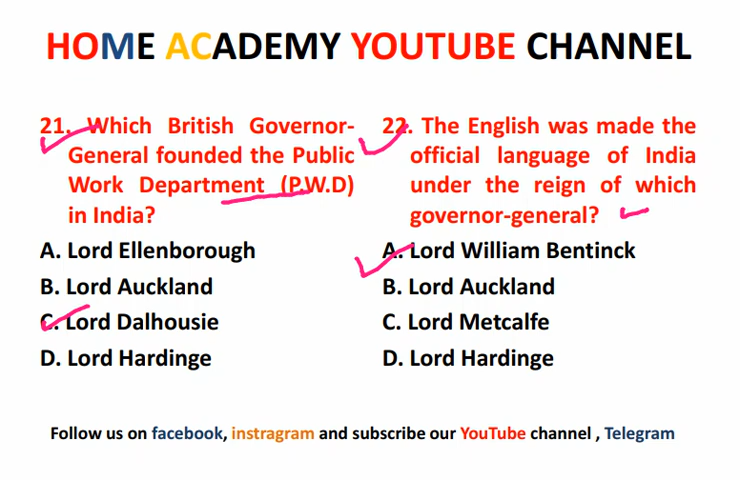 HOME ACADEMY YOUTUBE CHANNEL
21. Which British Governor-
General founded the Public
Work Department (P.W.D)
in India?
A. Lord Ellenborough
B. Lord Auckland
C. Lord Dalhousie
D. Lord Hardinge
22. The English was made the
official language of India
under the reign of which
governor-general?
A. Lord William Bentinck
B. Lord Auckland
C. Lord Metcalfe
D. Lord Hardinge
Follow us on facebook, instragram and subscribe our YouTube channel , Telegram